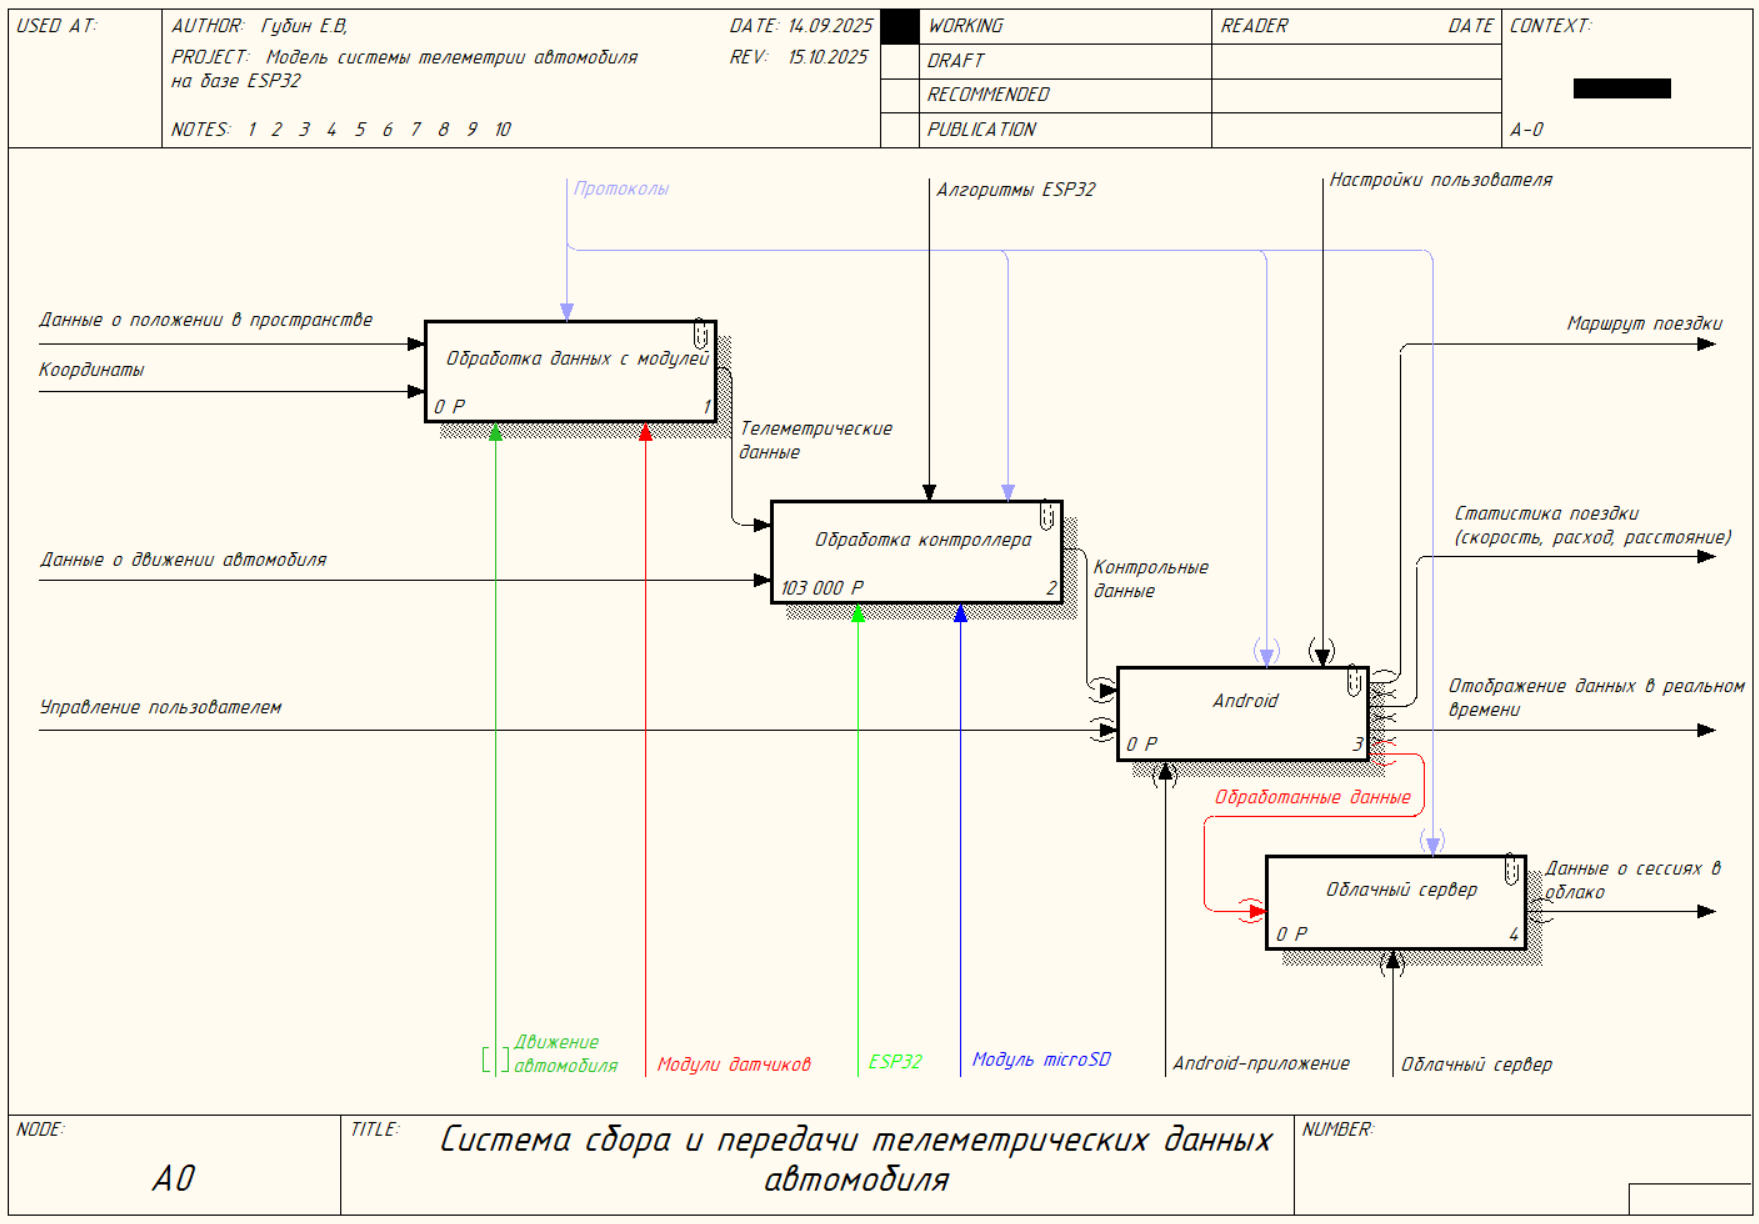 USED AT:
AUTHOR: Губин Е.В,
DATE: 14.09.2025
PROJECT: Модель системы телеметрии автомобиля
на базе ESP32
REV: 15.10.2025
NOTES: 1 2 3 4 5 6 7 8 9 10
WORKING
DRAFT
RECOMMENDED
PUBLICATION
READER
DATE
CONTEXT:
A-0
Протоколы
Алгоритмы ESP32
Настройки пользователя
Данные о положении в пространстве
Координаты
Обработка данных с модулей
0 Р
1
Маршрут поездки
Телеметрические
данные
Статистика поездки
(скорость, расход, расстояние)
Данные о движении автомобиля
Обработка контроллера
103 000 Р
2
Контрольные
данные
Управление пользователем
Android
0 Р
3
Отображение данных в реальном
времени
Обработанные данные
Облачный сервер
0 Р
4
Данные о сессиях в
облако
Движение
автомобиля
Модули датчиков
ESP32
Модуль microSD
Android-приложение
Облачный сервер
NODE:
A0
TITLE:
Система сбора и передачи телеметрических данных
автомобиля
NUMBER: